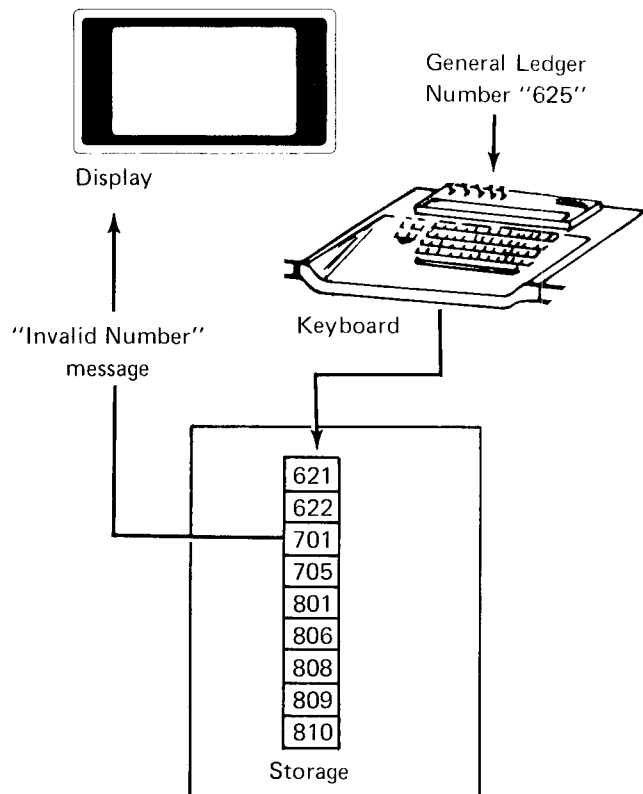 General Ledger
Number "625"
Display
Keyboard
"Invalid Number"
message
621
622
701
705
801
806
808
809
810
Storage